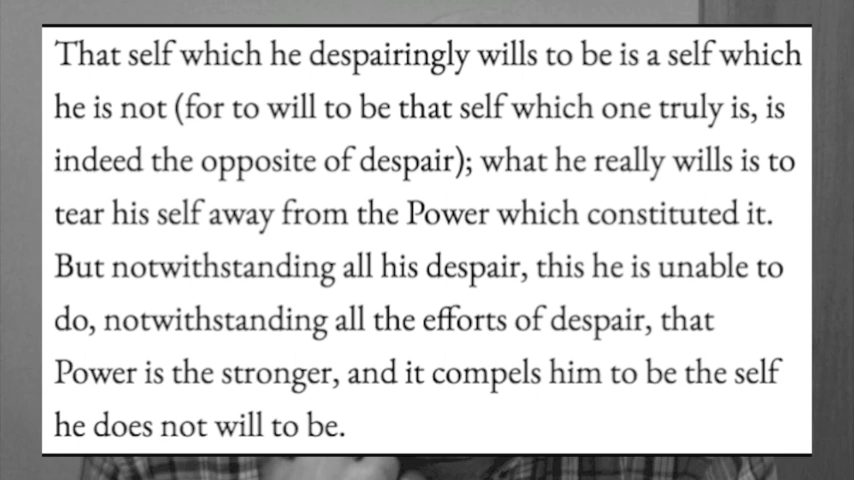 That self which he despairingly wills to be is a self which
he is not (for to will to be that self which one truly is, is
indeed the opposite of despair); what he really wills is to
tear his self away from the Power which constituted it.
But notwithstanding all his despair, this he is unable to
do, notwithstanding all the efforts of despair, that
Power is the stronger, and it compels him to be the self
he does not will to be.